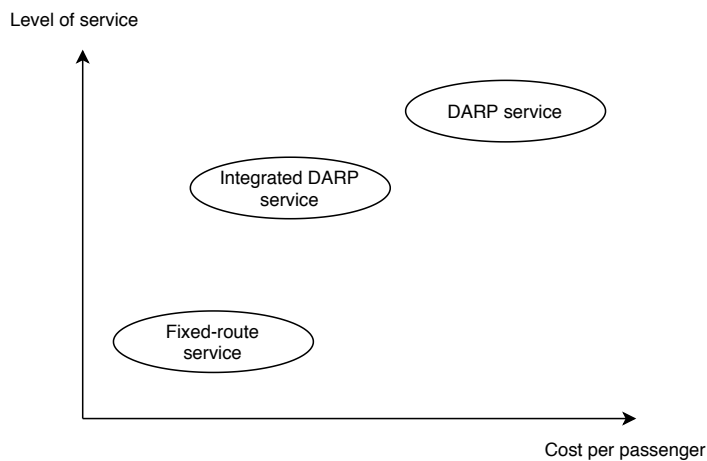 Level of service
DARP service
Integrated DARP
service
Fixed-route
service
Cost per passenger